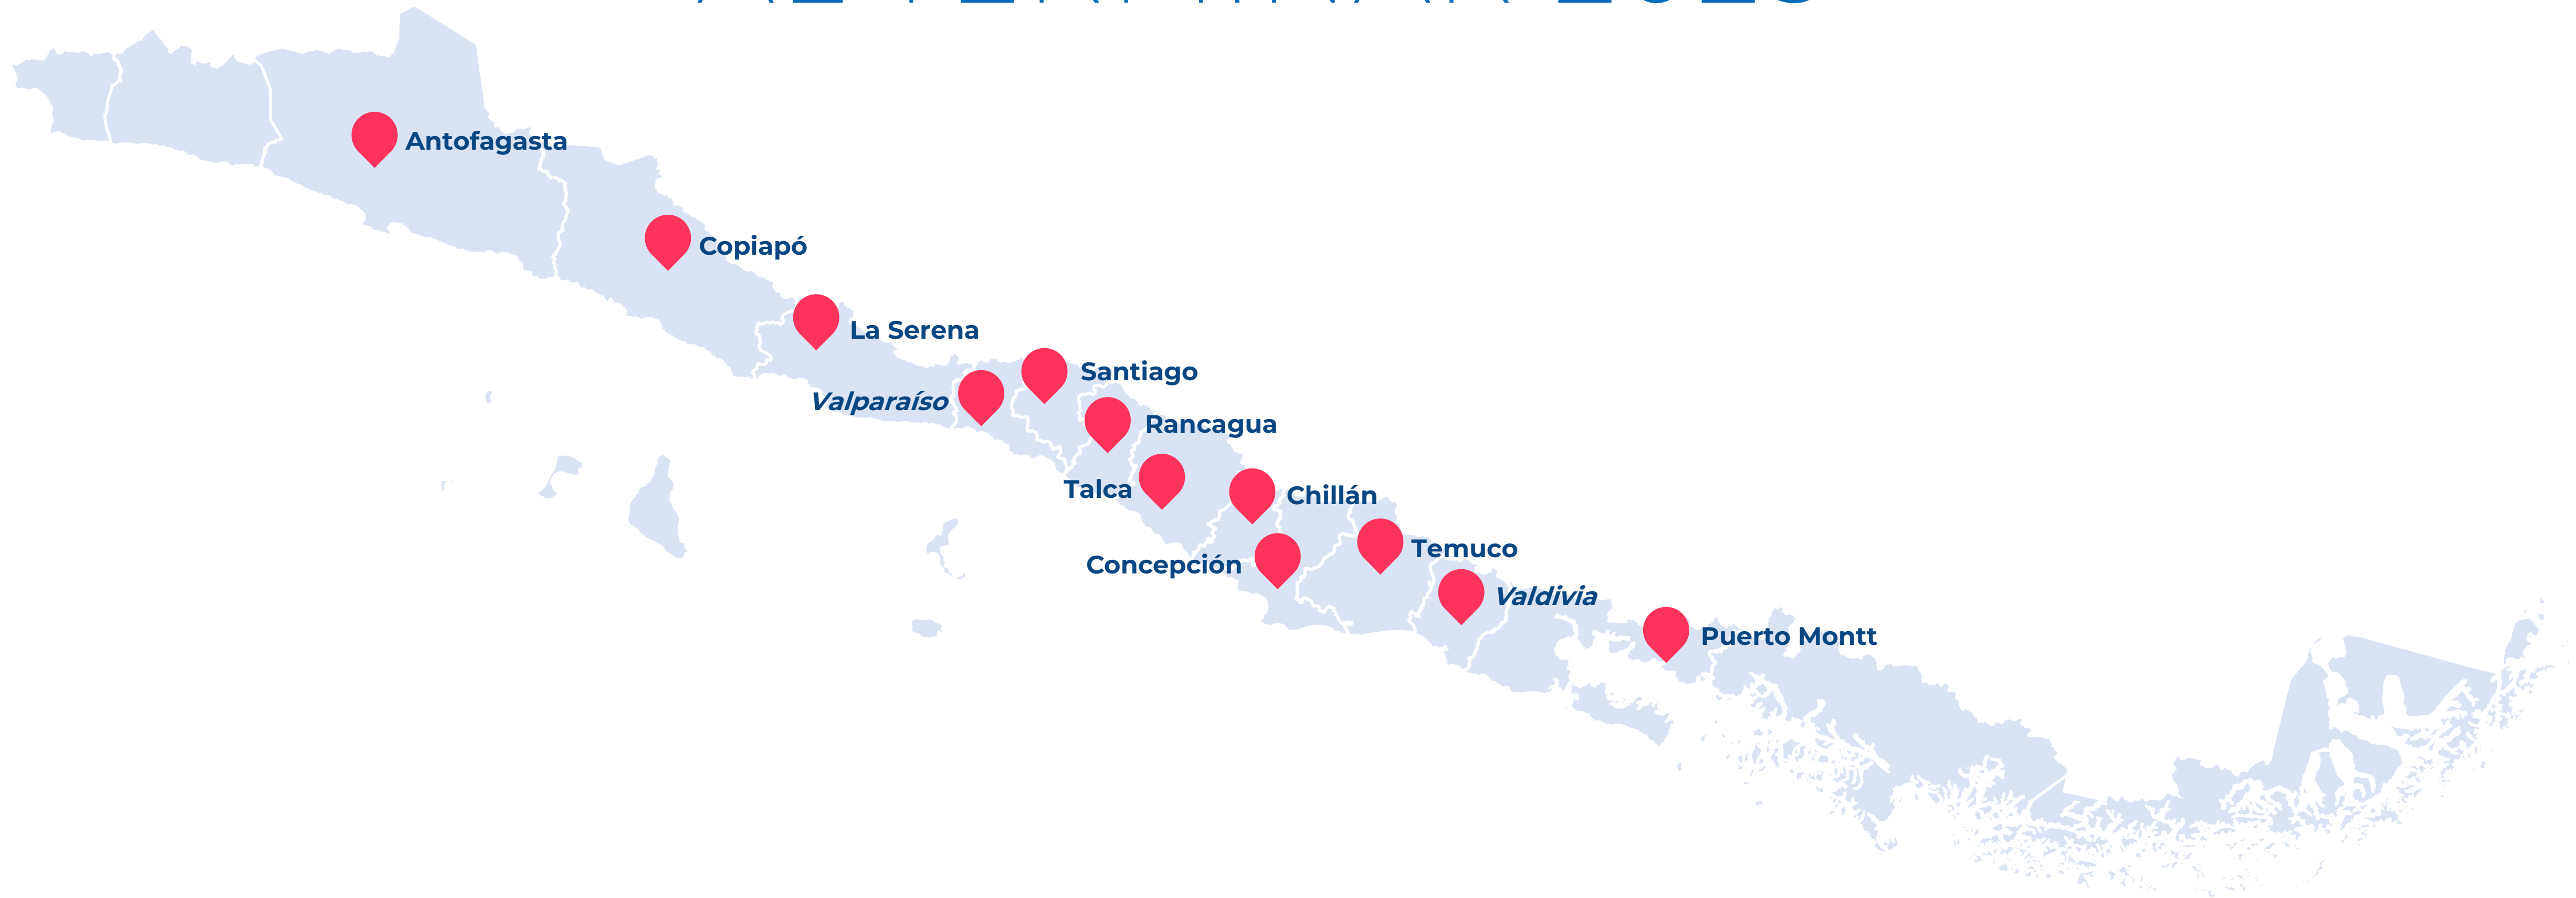 Antofagasta
Copiapó
La Serena
Santiago
Valparaíso
Rancagua
Talca
Chillán
Concepción
Temuco
Valdivia
Puerto Montt